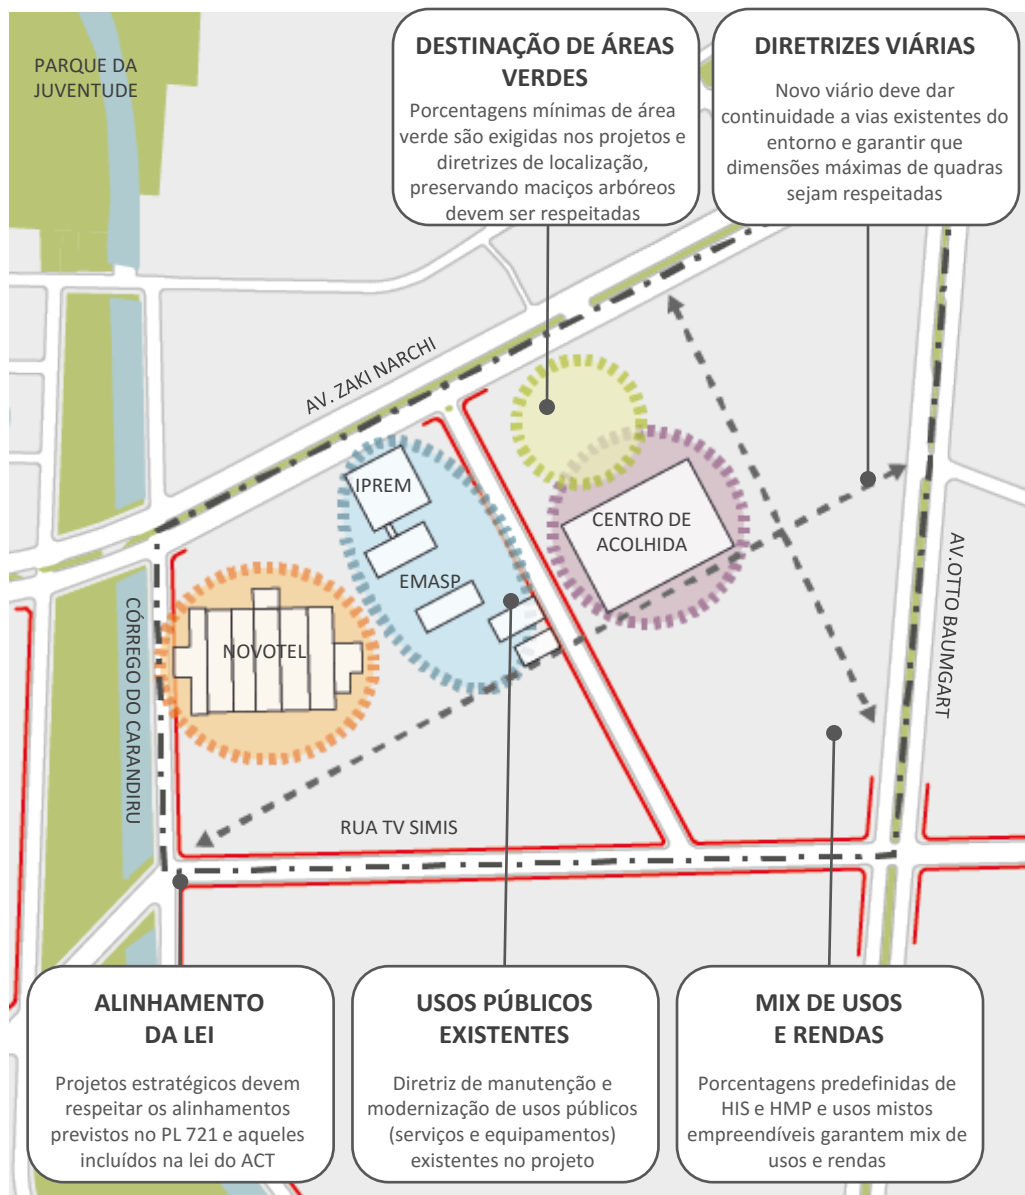 PARQUE DA
JUVENTUDE
DESTINAÇÃO DE ÁREAS
VERDES
Porcentagens mínimas de área
verde são exigidas nos projetos e
diretrizes de localização,
preservando maciços arbóreos
devem ser respeitadas
DIRETRIZES VIÁRIAS
Novo viário deve dar
continuidade a vias existentes do
entorno e garantir que
dimensões máximas de quadras
sejam respeitadas
AV. ZAKI NARCHI
IPREM
EMASP
CENTRO DE
ACOLHIDA
NOVOTEL
CÓRREGO DO CARANDIRU
AV.OTTO BAUMGART
RUA TV SIMIS
ALINHAMENTO
DA LEI
Projetos estratégicos devem
respeitar os alinhamentos
previstos no PL 721 e aqueles
incluídos na lei do ACT
USOS PÚBLICOS
EXISTENTES
Diretriz de manutenção e
modernização de usos públicos
(serviços e equipamentos)
existentes no projeto
MIX DE USOS
E RENDAS
Porcentagens predefinidas de
HIS e HMP e usos mistos
empreendíveis garantem mix de
usos e rendas